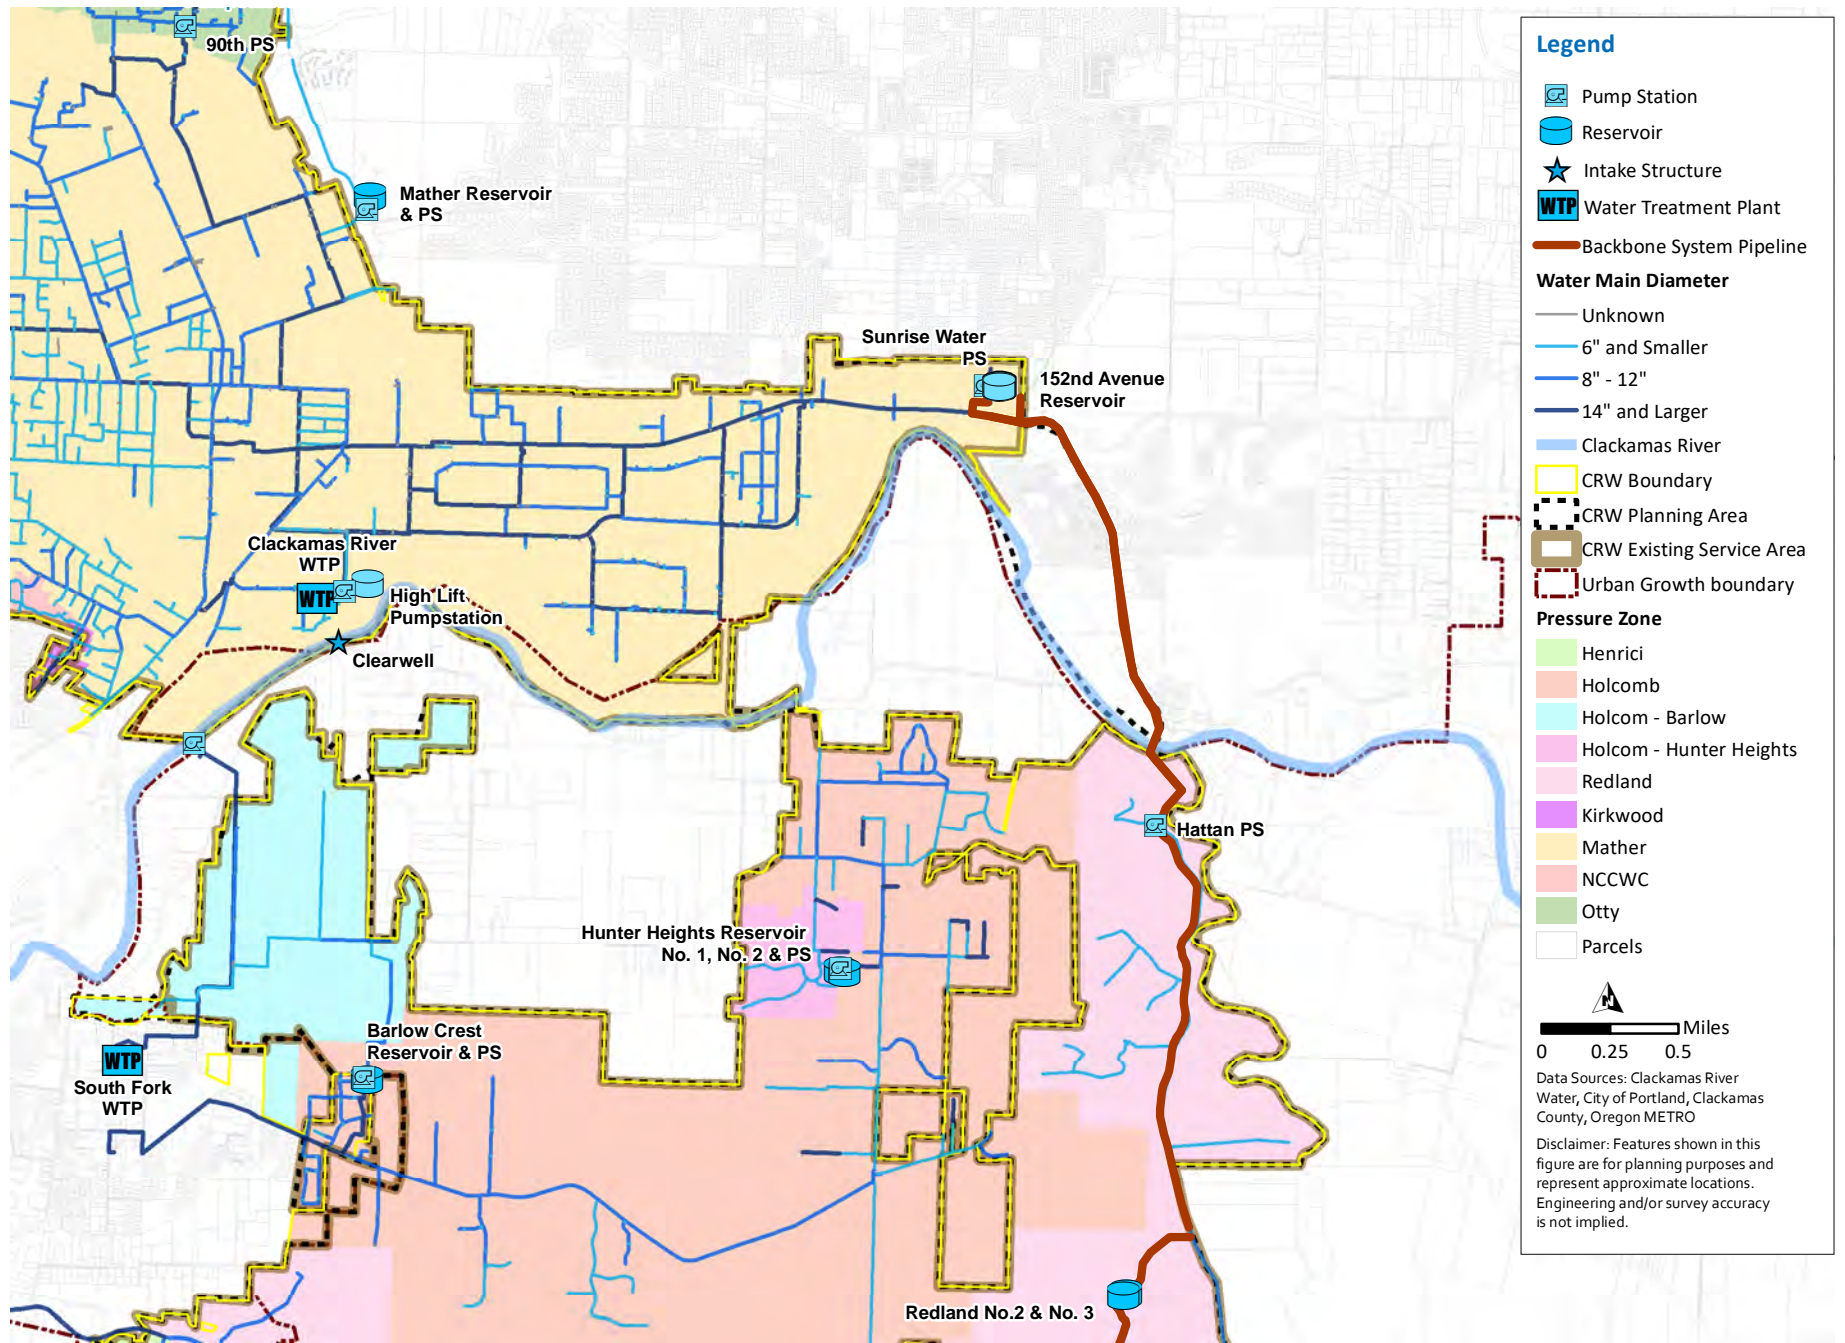 90th PS
Mather Reservoir
& PS
Sunrise Water
PS
152nd Avenue
Reservoir
Clackamas River
WTP
WTP
High Lift
Pumpstation
Clearwell
Hattan PS
Hunter Heights Reservoir
No. 1, No. 2 & PS
Barlow Crest
Reservoir & PS
WTP
South Fork
WTP
Redland No.2 & No. 3
Legend
Pump Station
Reservoir
Intake Structure
WTP Water Treatment Plant
Backbone System Pipeline
Water Main Diameter
Unknown
6" and Smaller
8" - 12"
14" and Larger
Clackamas River
CRW Boundary
CRW Planning Area
CRW Existing Service Area
Urban Growth boundary
Pressure Zone
Henrici
Holcomb
Holcom - Barlow
Holcom - Hunter Heights
Redland
Kirkwood
Mather
NCCWC
Otty
Parcels
N
Miles
0 0.25 0.5
Data Sources: Clackamas River
Water, City of Portland, Clackamas
County, Oregon METRO
Disclaimer: Features shown in this
figure are for planning purposes and
represent approximate locations.
Engineering and/or survey accuracy
is not implied.